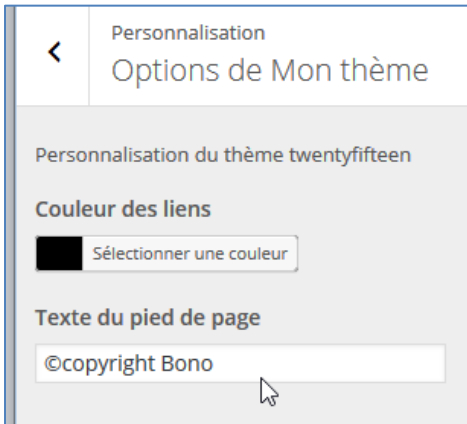 Personnalisation
Options de Mon thème
Personnalisation du thème twentyfifteen
Couleur des liens
Sélectionner une couleur
Texte du pied de page
©copyright Bono